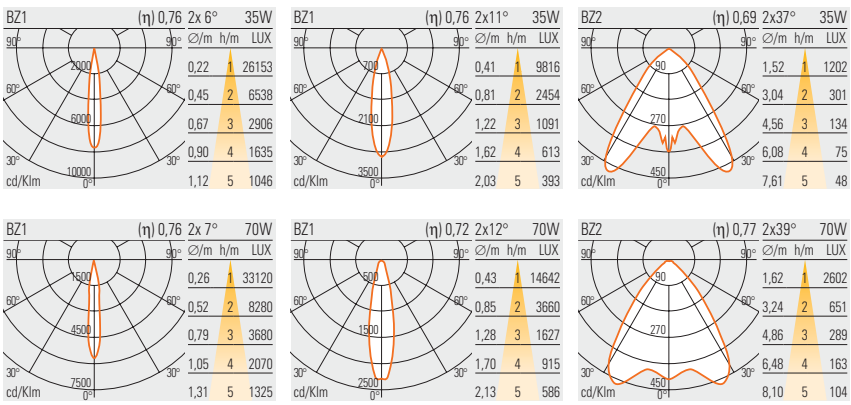 BZ1 (η) 0,76 2x 6° 35W
90° 90° Ø/m h/m LUX
2000 0,22 1 26153
60° 60° 0,45 2 6538
6000 0,67 3 2906
30° 30° 0,90 4 1635
10000
cd/Klm 0° 1,12 5 1046
BZ1 (η) 0,76 2x11° 35W
90° 90° Ø/m h/m LUX
700 0,41 1 9816
60° 60° 0,81 2 2454
2100 1,22 3 1091
30° 30° 1,62 4 613
3500
cd/Klm 0° 2,03 5 393
BZ2 (η) 0,69 2x37° 35W
90° 90° Ø/m h/m LUX
90 1,52 1 1202
60° 60° 3,04 2 301
270 4,56 3 134
30° 30° 6,08 4 75
450
cd/Klm 0° 7,61 5 48
BZ1 (η) 0,76 2x 7° 70W
90° 90° Ø/m h/m LUX
1500 0,26 1 33120
60° 60° 0,52 2 8280
4500 0,79 3 3680
30° 30° 1,05 4 2070
7500
cd/Klm 0° 1,31 5 1325
BZ1 (η) 0,72 2x12° 70W
90° 90° Ø/m h/m LUX
500 0,43 1 14642
60° 60° 0,85 2 3660
1500 1,28 3 1627
30° 30° 1,70 4 915
2500
cd/Klm 0° 2,13 5 586
BZ2 (η) 0,77 2x39° 70W
90° 90° Ø/m h/m LUX
90 1,62 1 2602
60° 60° 3,24 2 651
270 4,86 3 289
30° 30° 6,48 4 163
450
cd/Klm 0° 8,10 5 104